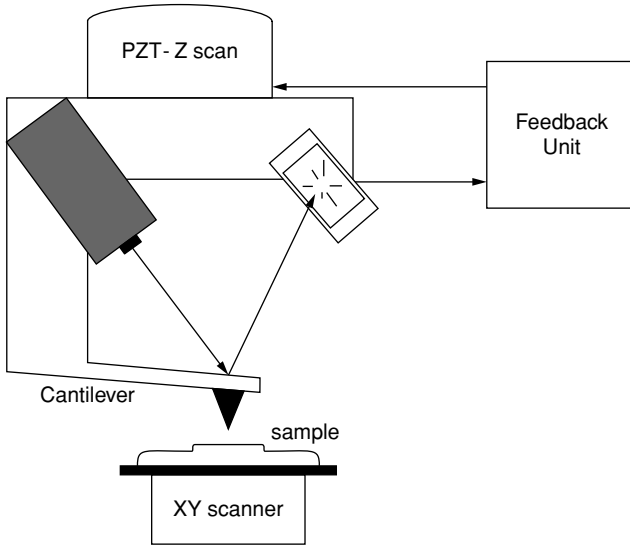 PZT- Z scan
Feedback
Unit
Cantilever
sample
XY scanner